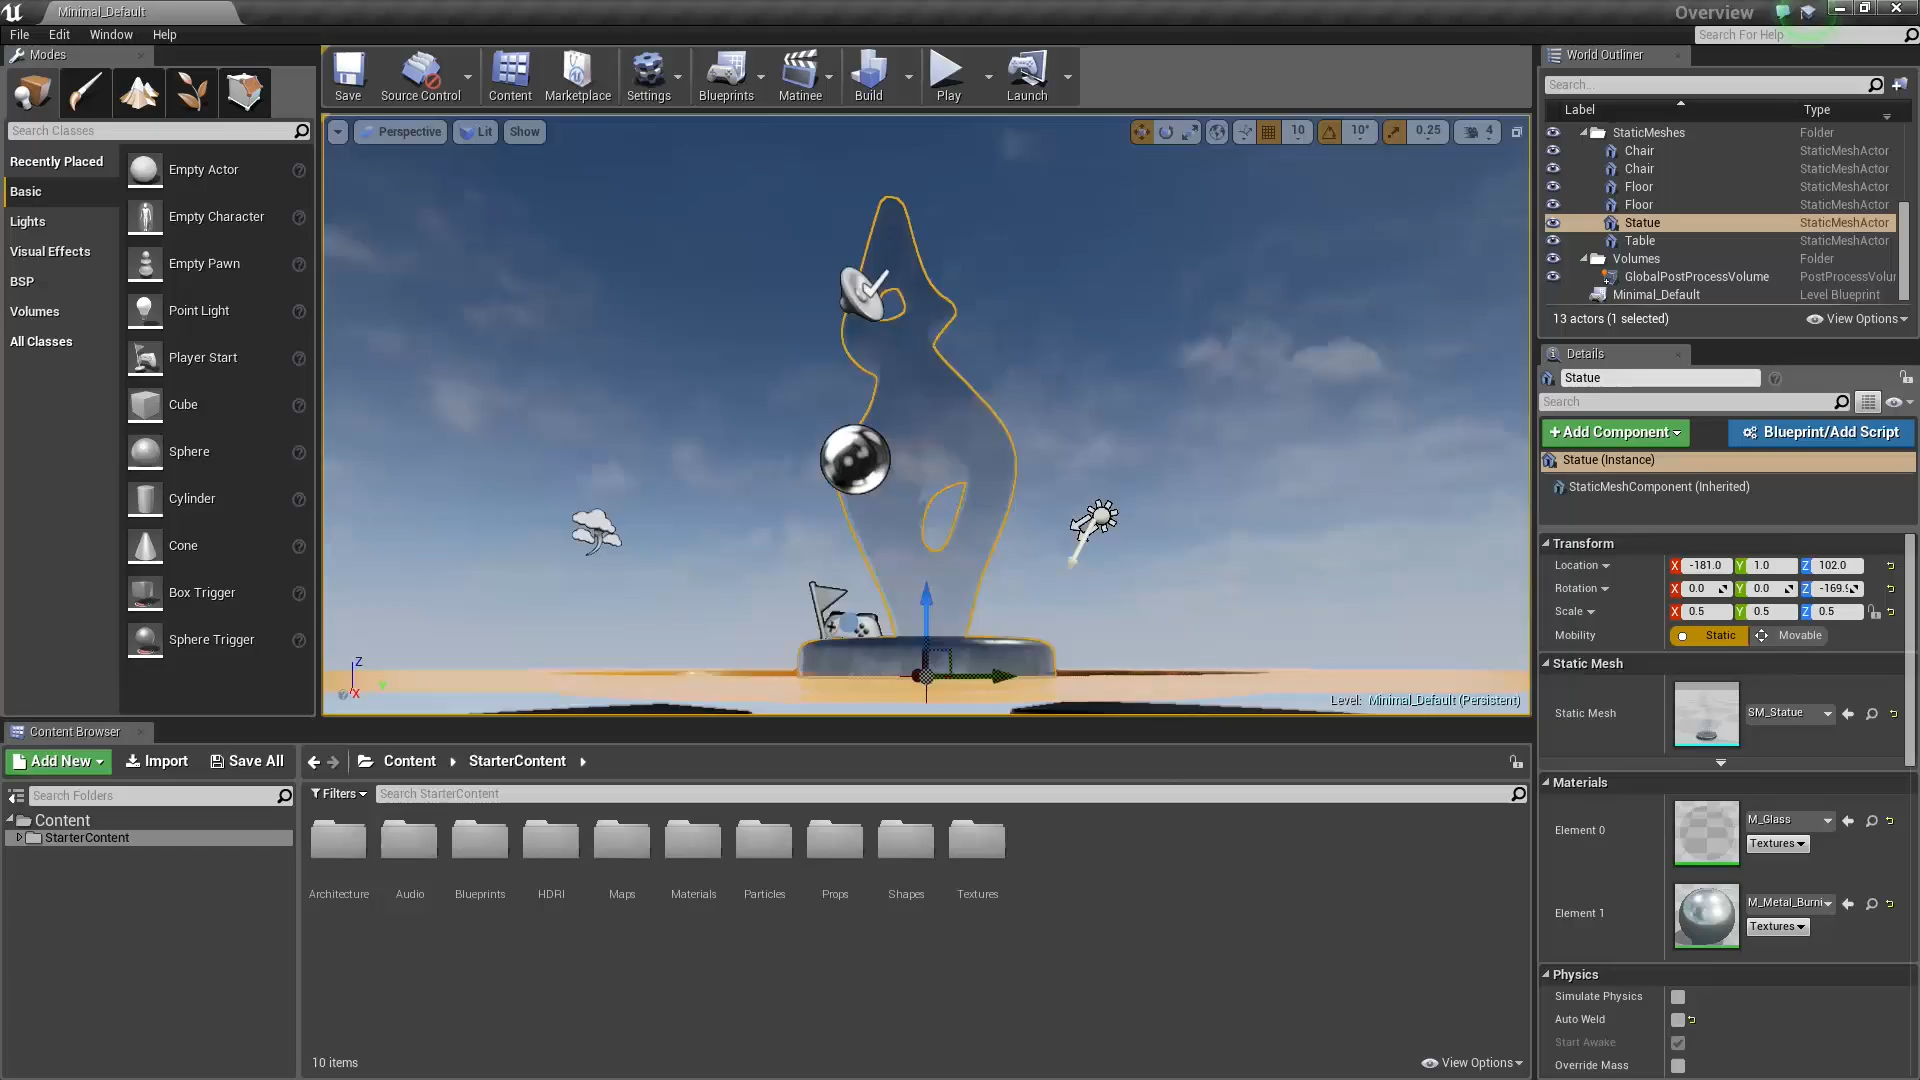 Minimal_Default
Overview
File Edit Window Help
Search For Help
Modes
Search Classes
Recently Placed
Basic
Lights
Visual Effects
BSP
Volumes
All Classes
Empty Actor
Empty Character
Empty Pawn
Point Light
Player Start
Cube
Sphere
Cylinder
Cone
Box Trigger
Sphere Trigger
Save Source Control Content Marketplace Settings Blueprints Matinee Build Play Launch
Perspective Lit Show
10 10° 0.25 4
Z
X
Y
Level: Minimal_Default (Persistent)
World Outliner
Search...
Label Type
StaticMeshes Folder
Chair StaticMeshActor
Chair StaticMeshActor
Floor StaticMeshActor
Floor StaticMeshActor
Statue StaticMeshActor
Table StaticMeshActor
Volumes Folder
GlobalPostProcessVolume PostProcessVolur
Minimal_Default Level Blueprint
13 actors (1 selected) View Options
Details
Statue
Search
+Add Component Blueprint/Add Script
Statue (Instance)
StaticMeshComponent (Inherited)
Transform
Location X -181.0 Y 1.0 Z 102.0
Rotation X 0.0 Y 0.0 Z -169.9
Scale X 0.5 Y 0.5 Z 0.5
Mobility Static Movable
Static Mesh
Static Mesh SM_Statue
Materials
Element 0 M_Glass
Textures
Element 1 M_Metal_Burni
Textures
Physics
Simulate Physics
Auto Weld
Start Awake
Override Mass
Content Browser
Add New Import Save All
Content StarterContent
Search Folders
Content
StarterContent
Filters Search StarterContent
Architecture Audio Blueprints HDRI Maps Materials Particles Props Shapes Textures
10 items View Options